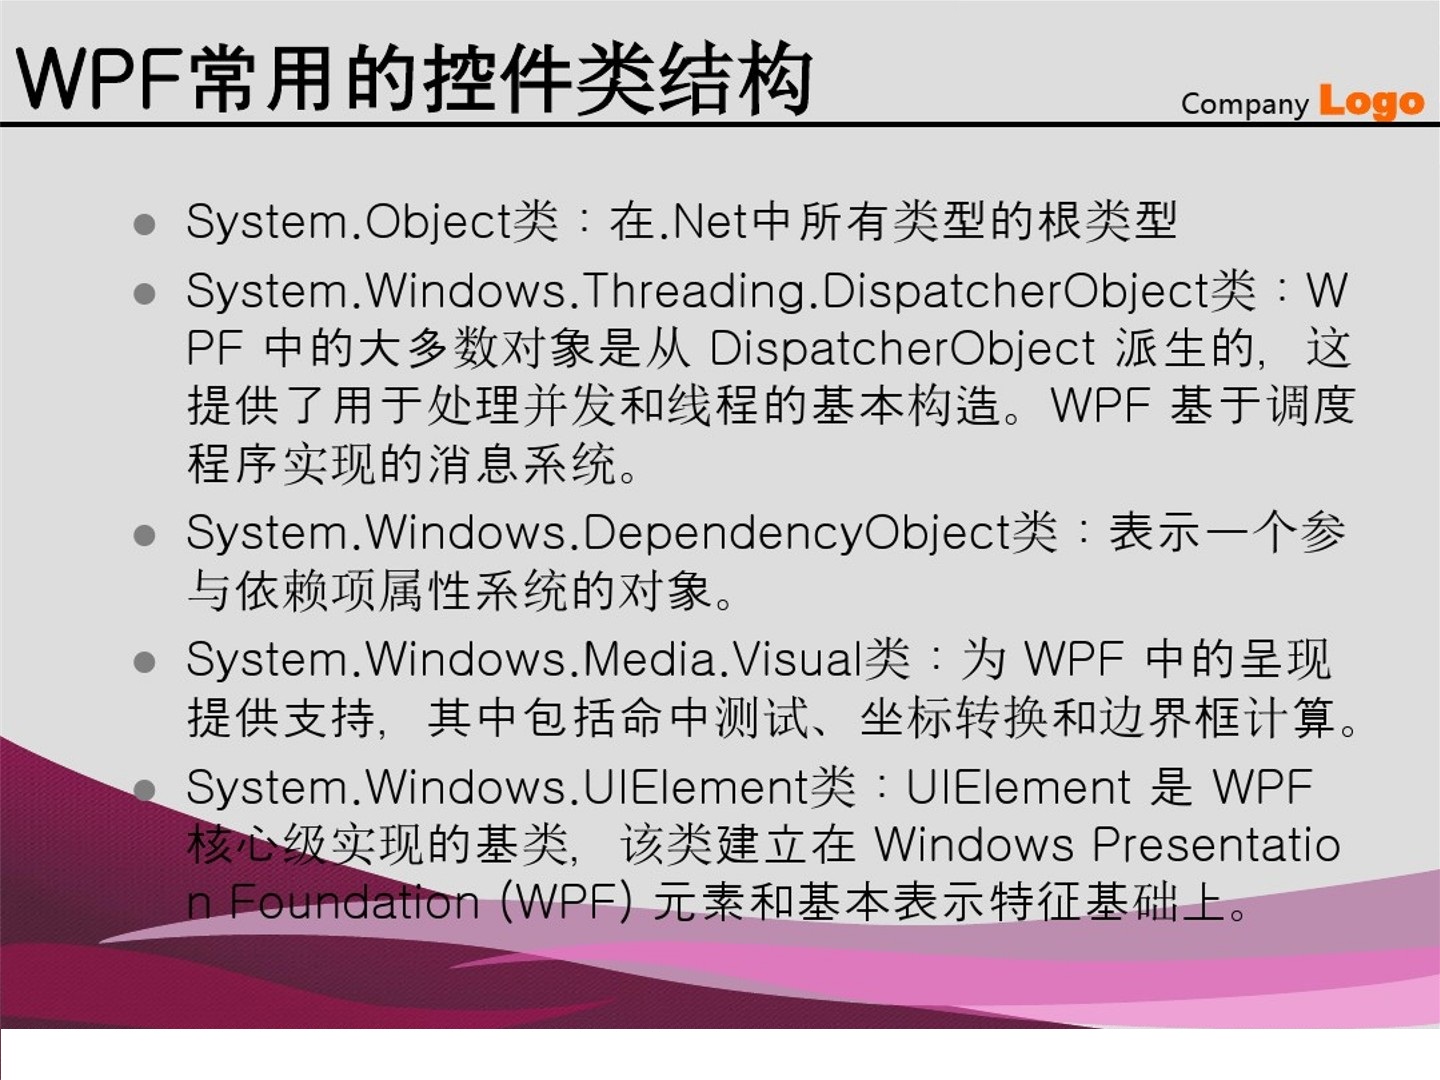 WPF常用的控件类结构
Company Logo
System.Object类：在.Net中所有类型的根类型
System.Windows.Threading.DispatcherObject类：W
PF 中的大多数对象是从 DispatcherObject 派生的，这
提供了用于处理并发和线程的基本构造。WPF 基于调度
程序实现的消息系统。
System.Windows.DependencyObject类：表示一个参
与依赖项属性系统的对象。
System.Windows.Media.Visual类：为 WPF 中的呈现
提供支持，其中包括命中测试、坐标转换和边界框计算。
System.Windows.UIElement类：UIElement 是 WPF
核心级实现的基类，该类建立在 Windows Presentatio
n Foundation (WPF) 元素和基本表示特征基础上。